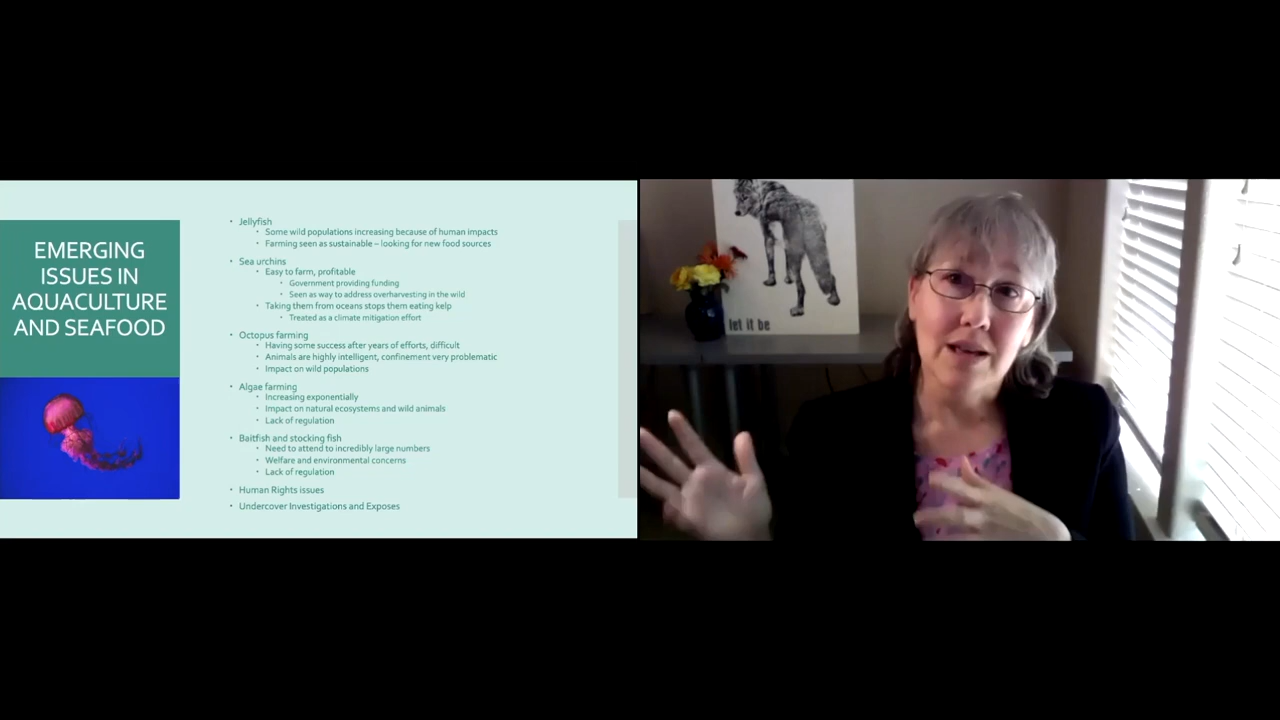 EMERGING
ISSUES IN
AQUACULTURE
AND SEAFOOD
• Jellyfish
• Some wild populations increasing because of human impacts
• Farming seen as sustainable – looking for new food sources
• Sea urchins
• Easy to farm, profitable
• Government providing funding
• Seen as way to address overharvesting in the wild
• Taking them from oceans stops them eating kelp
• Treated as a climate mitigation effort
• Octopus farming
• Having some success after years of efforts, difficult
• Animals are highly intelligent, confinement very problematic
• Impact on wild populations
• Algae farming
• Increasing exponentially
• Impact on natural ecosystems and wild animals
• Lack of regulation
• Baitfish and stocking fish
• Need to attend to incredibly large numbers
• Welfare and environmental concerns
• Lack of regulation
• Human Rights issues
• Undercover Investigations and Exposes
let it be